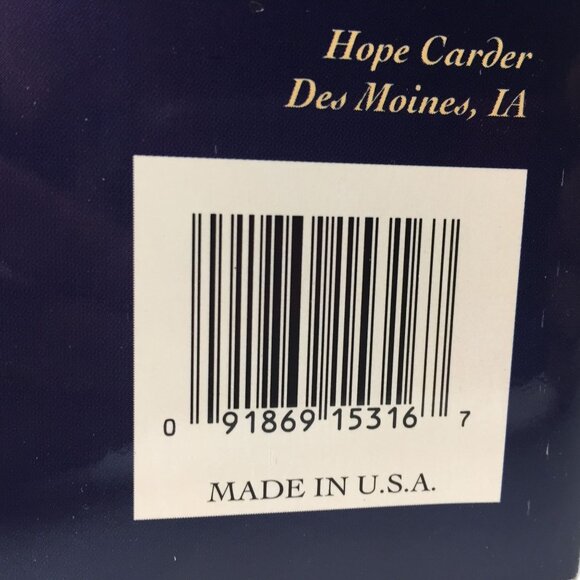 Hope Carder
Des Moines, IA
0 91869 15316 7
MADE IN U.S.A.